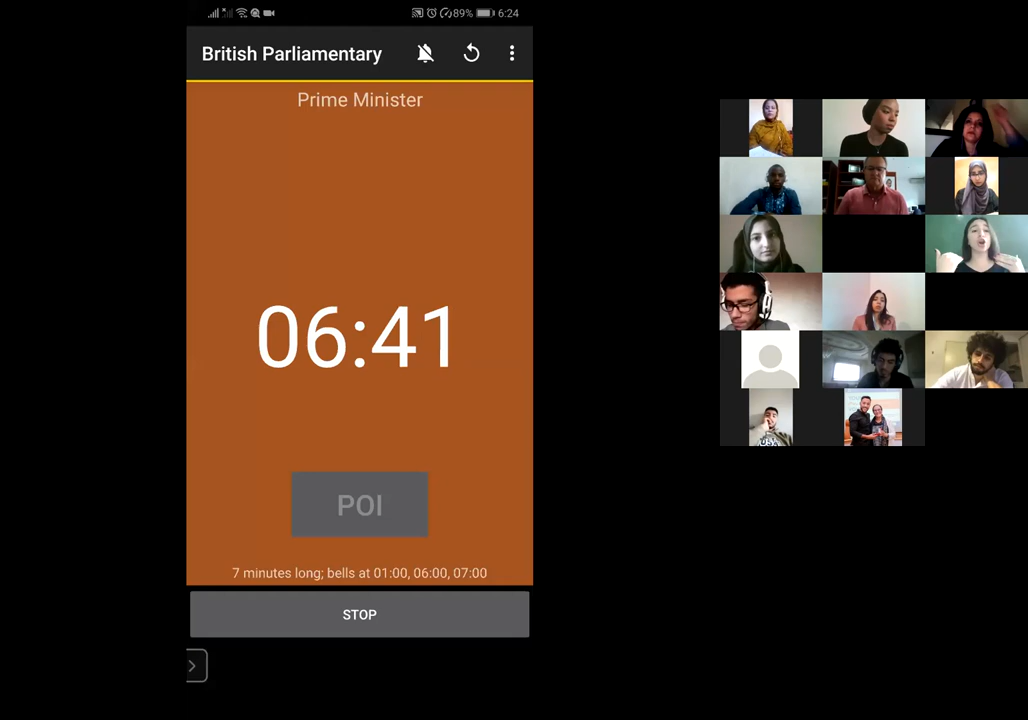 89% 6:24
British Parliamentary
Prime Minister
06:41
POI
7 minutes long; bells at 01:00, 06:00, 07:00
STOP